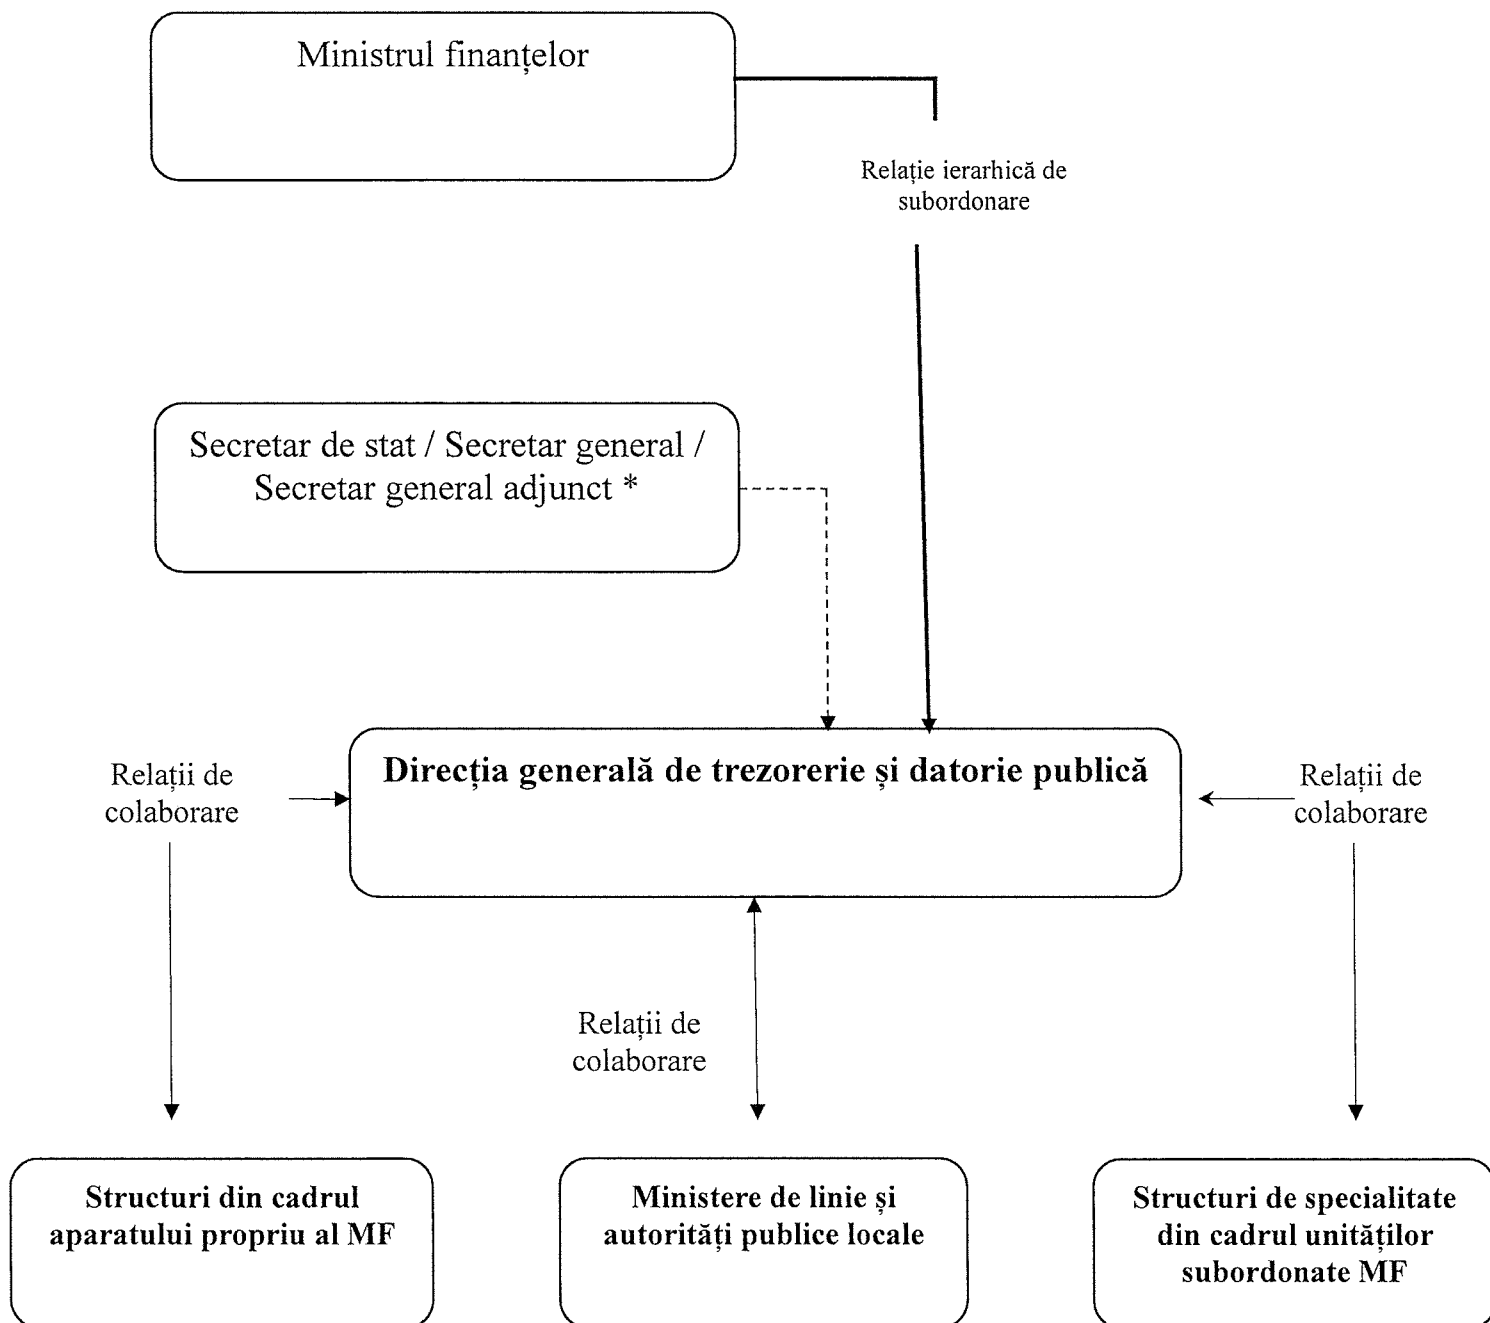 Ministrul finanțelor
Relație ierarhică de
subordonare
Secretar de stat / Secretar general /
Secretar general adjunct *
Direcția generală de trezorerie și datorie publică
Relații de
colaborare
Relații de
colaborare
Relații de
colaborare
Structuri din cadrul
aparatului propriu al MF
Ministere de linie și
autorități publice locale
Structuri de specialitate
din cadrul unităților
subordonate MF